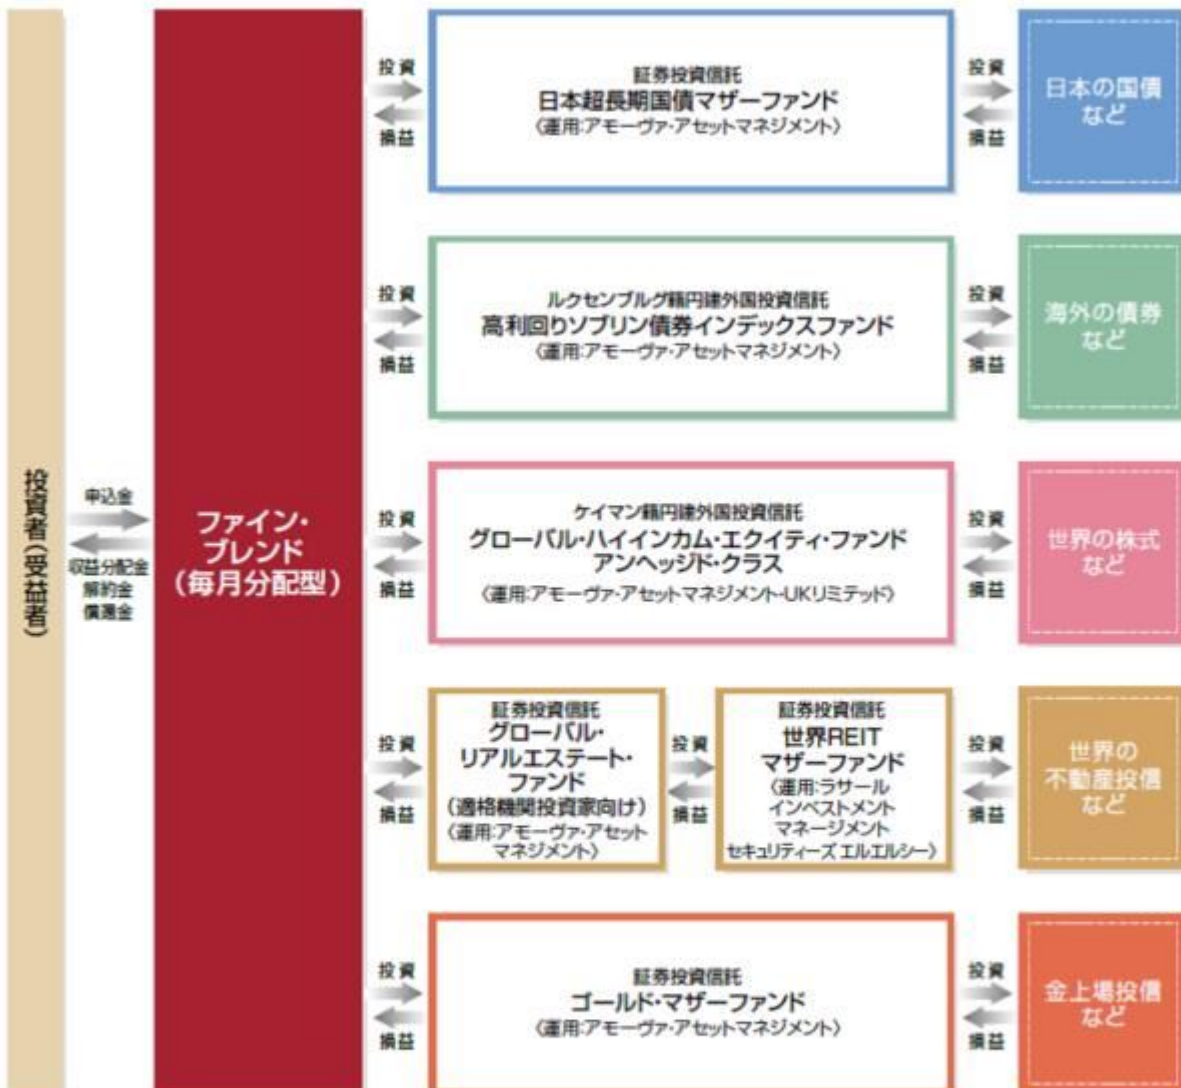 投資者(受益者)
申込金
収益分配金
解約金
償還金
ファイン・
ブレンド
(毎月分配型)
投資
損益
証券投資信託
日本超長期国債マザーファンド
〈運用:アモーヴァ・アセットマネジメント〉
投資
損益
日本の国債
など
投資
損益
ルクセンブルグ籍円建外国投資信託
高利回りソブリン債券インデックスファンド
〈運用:アモーヴァ・アセットマネジメント〉
投資
損益
海外の債券
など
投資
損益
ケイマン籍円建外国投資信託
グローバル・ハイインカム・エクイティ・ファンド
アンヘッジド・クラス
〈運用:アモーヴァ・アセットマネジメント-UKリミテッド〉
投資
損益
世界の株式
など
投資
損益
証券投資信託
グローバル・
リアルエステート・
ファンド
(適格機関投資家向け)
〈運用:アモーヴァ・アセット
マネジメント〉
投資
損益
証券投資信託
世界REIT
マザーファンド
〈運用:ラサール
インベストメント
マネージメント
セキュリティーズ エルエルシー〉
投資
損益
世界の
不動産投信
など
投資
損益
証券投資信託
ゴールド・マザーファンド
〈運用:アモーヴァ・アセットマネジメント〉
投資
損益
金上場投信
など